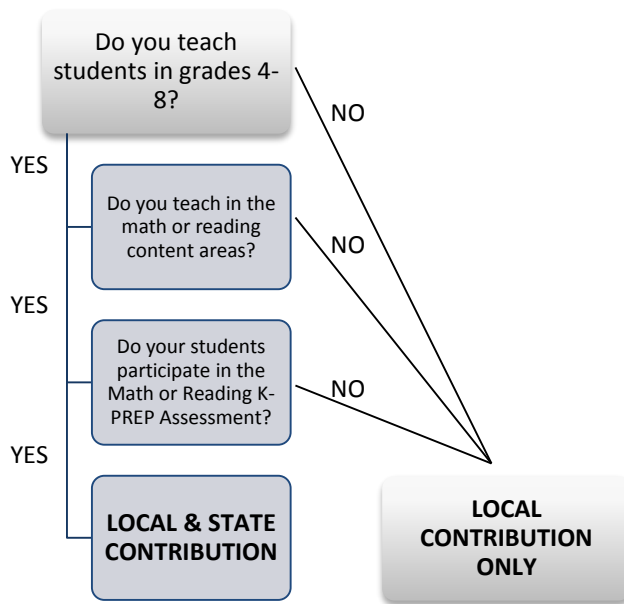 Do you teach
students in grades 4-
8?
NO
YES
Do you teach in the
math or reading
content areas?
NO
YES
Do your students
participate in the
Math or Reading K-
PREP Assessment?
NO
YES
LOCAL & STATE
CONTRIBUTION
LOCAL
CONTRIBUTION
ONLY